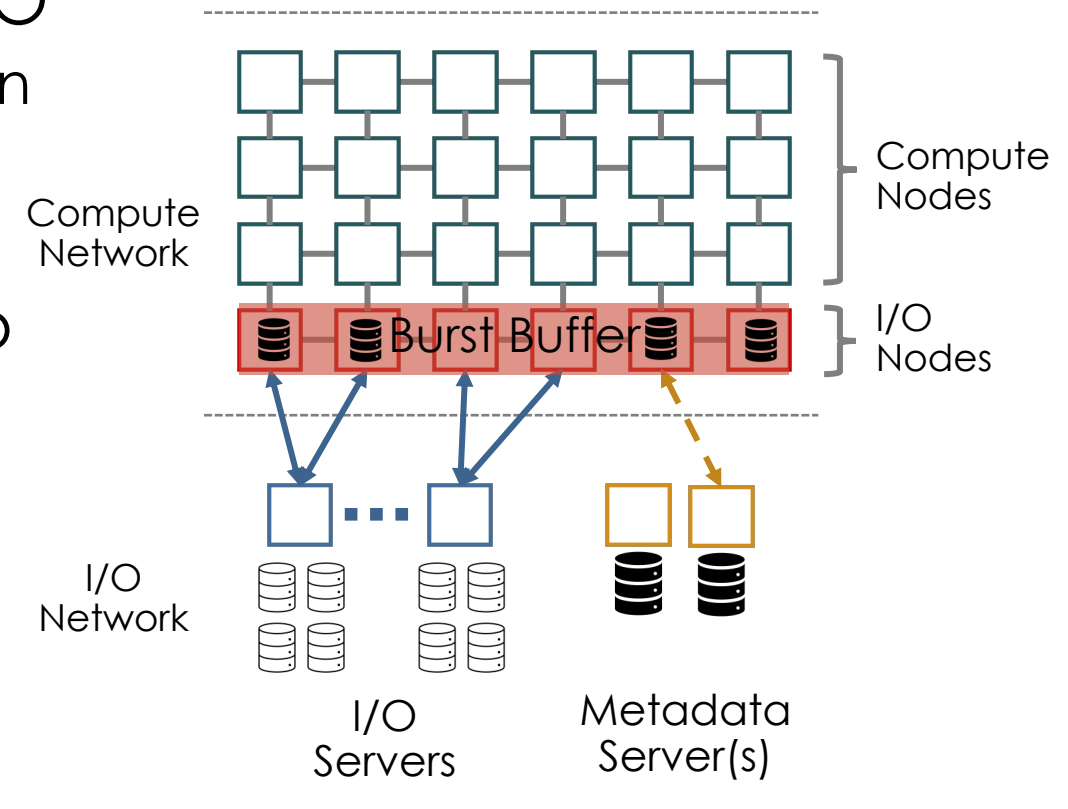 O
n
Compute
Nodes
Compute
Network
Burst Buffer
I/O
Nodes
I/O
Network
I/O
Servers
Metadata
Server(s)